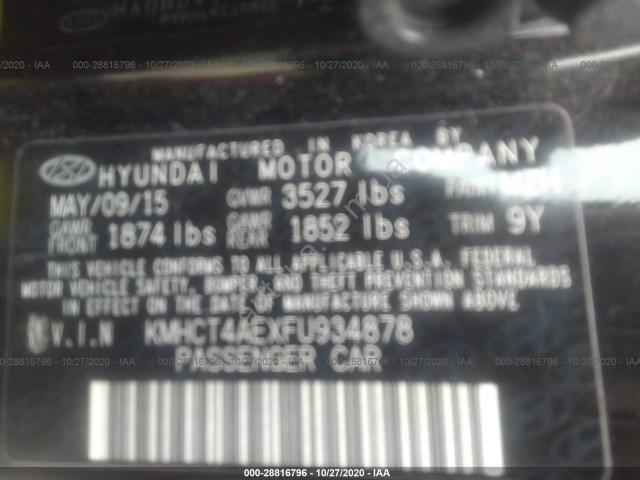 000-28816796 - 10/27/2020 - IAA
MANUFACTURED IN KOREA BY
HYUNDAI MOTOR COMPANY
MAY/09/15 GVWR 3527 lbs PAINT
GAWR FRONT 1874 lbs GAWR REAR 1852 lbs TRIM 9Y
THIS VEHICLE CONFORMS TO ALL APPLICABLE U.S.A. FEDERAL
MOTOR VEHICLE SAFETY, BUMPER AND THEFT PREVENTION STANDARDS
IN EFFECT ON THE DATE OF MANUFACTURE SHOWN ABOVE
V.I.N KMHCT4AEXFU934878
PASSENGER CAR
000-28816796 - 10/27/2020 - IAA